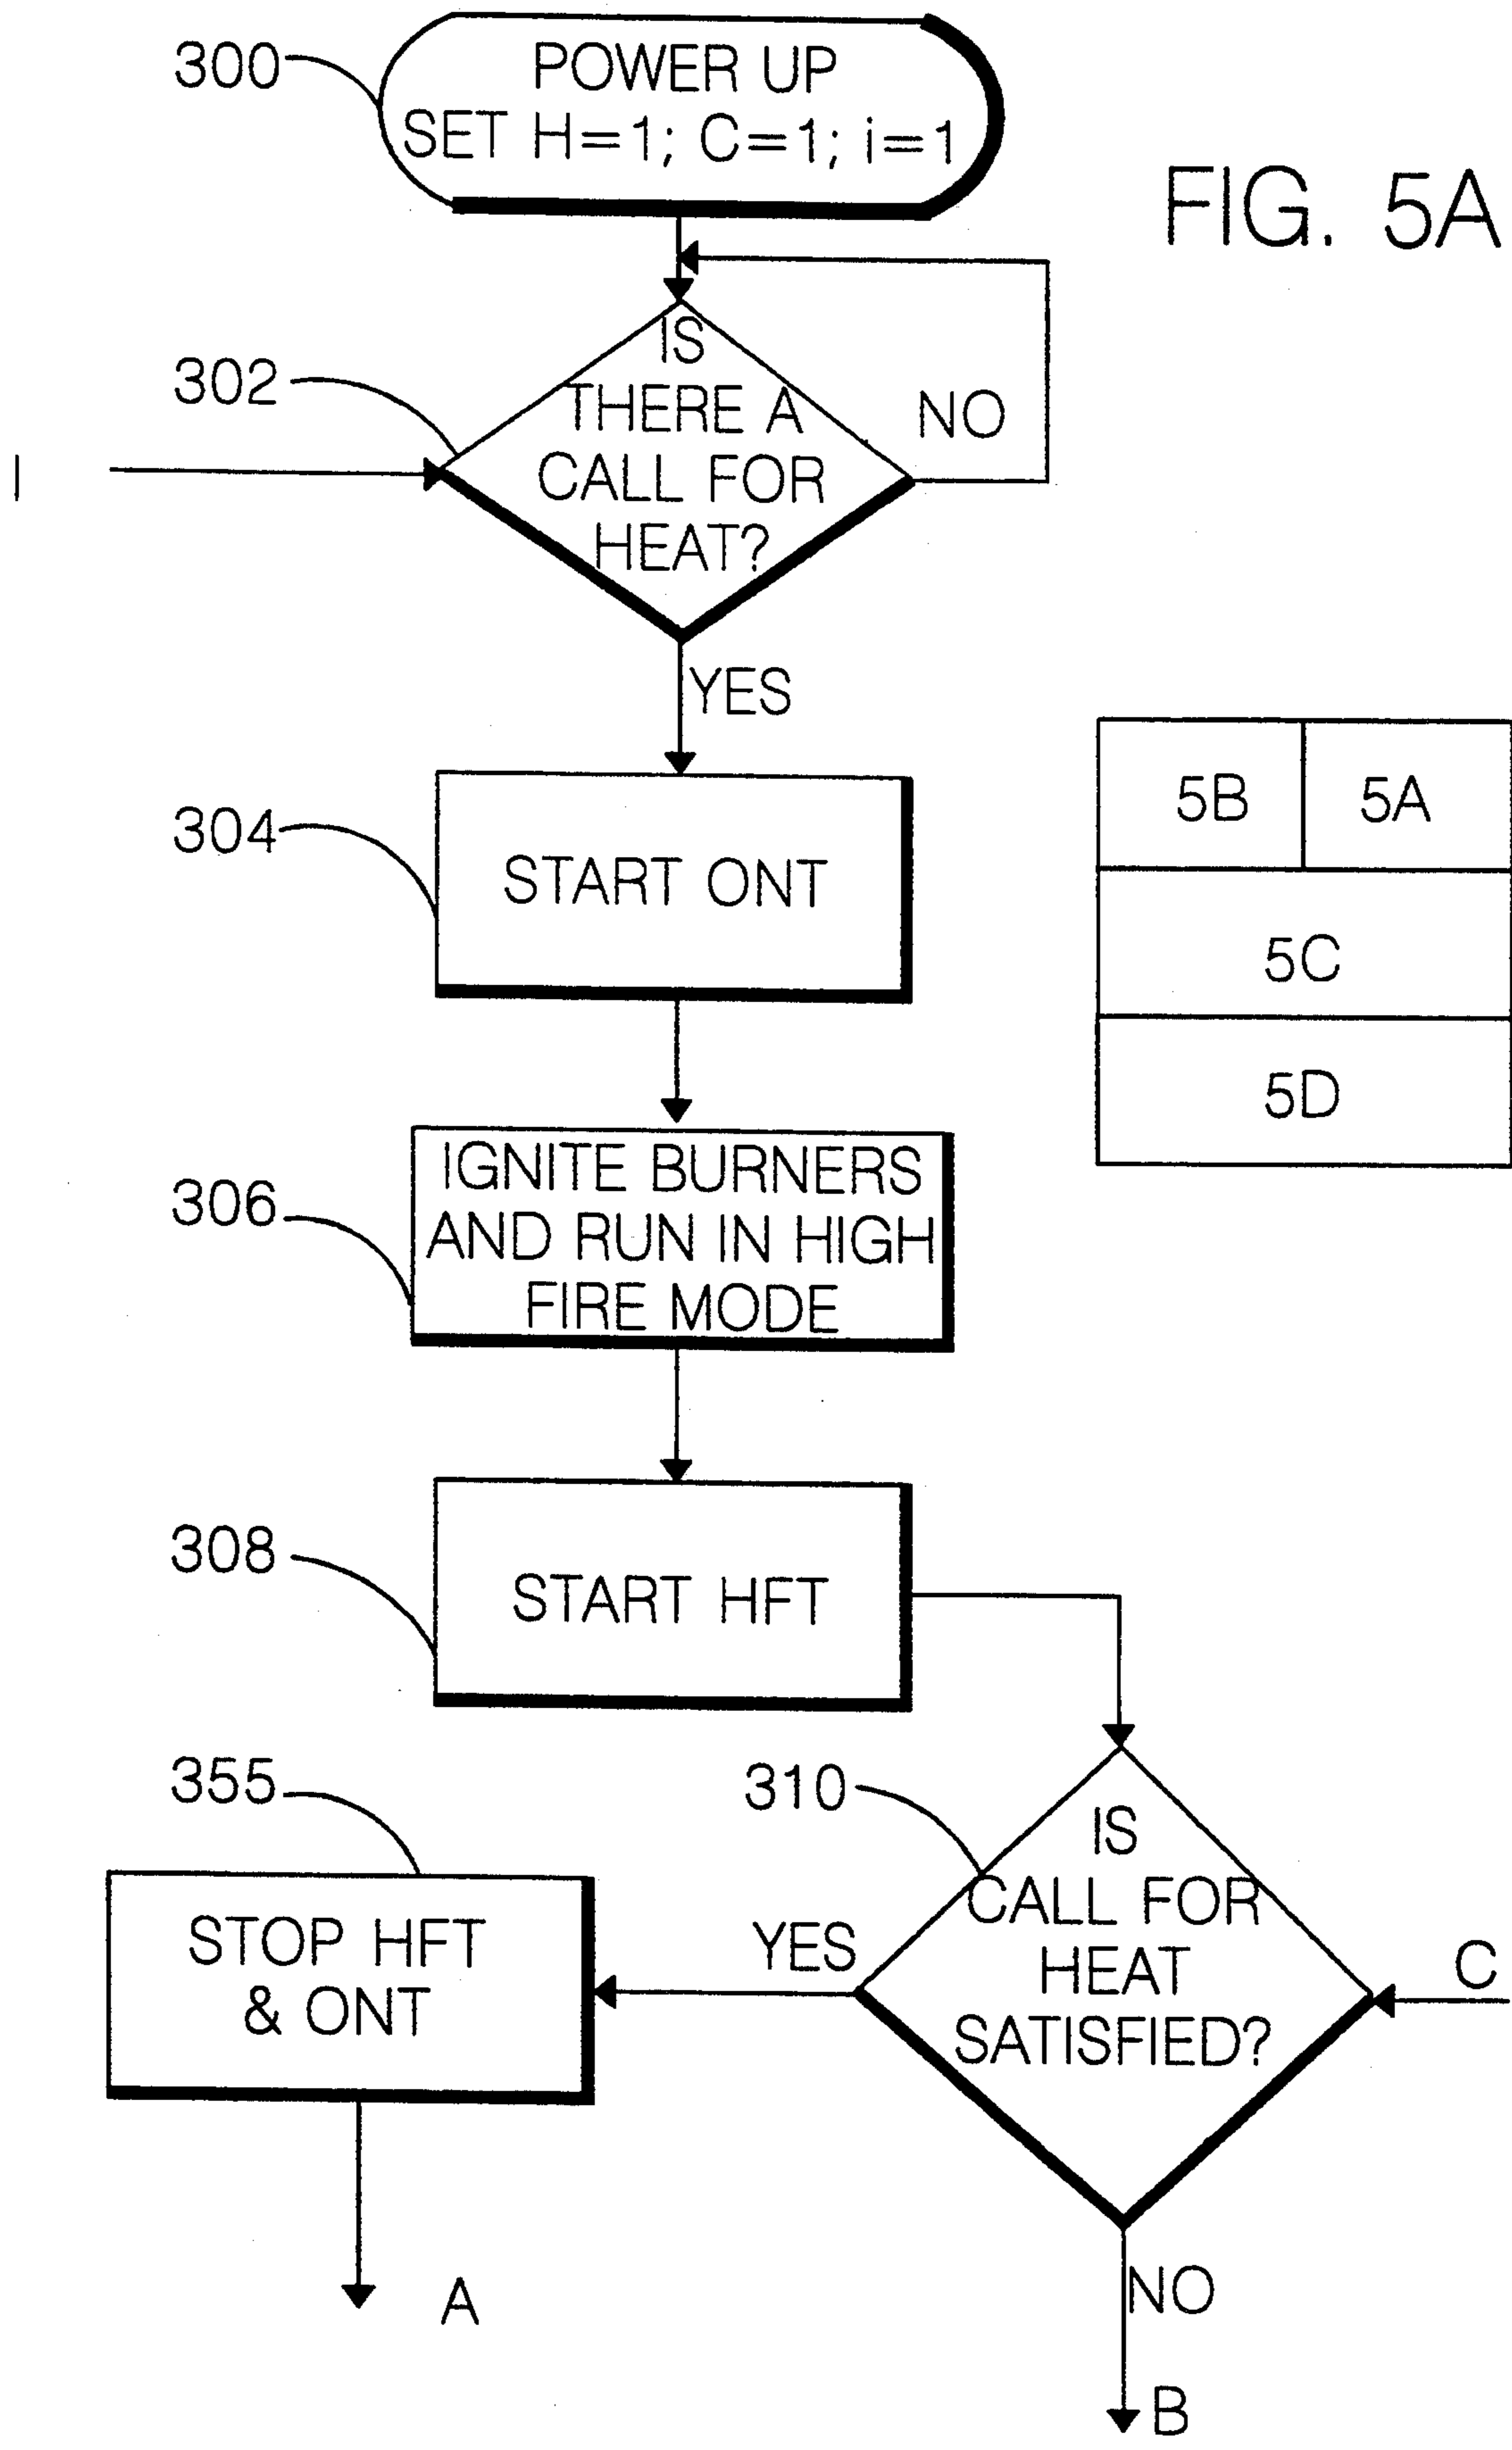 300
POWER UP
SET H=1; C=1; i=1
FIG. 5A
302
IS
THERE A
CALL FOR
HEAT?
NO
I
YES
304
START ONT
5B
5A
5C
5D
306
IGNITE BURNERS
AND RUN IN HIGH
FIRE MODE
308
START HFT
355
310
STOP HFT
& ONT
YES
IS
CALL FOR
HEAT
SATISFIED?
C
A
NO
B